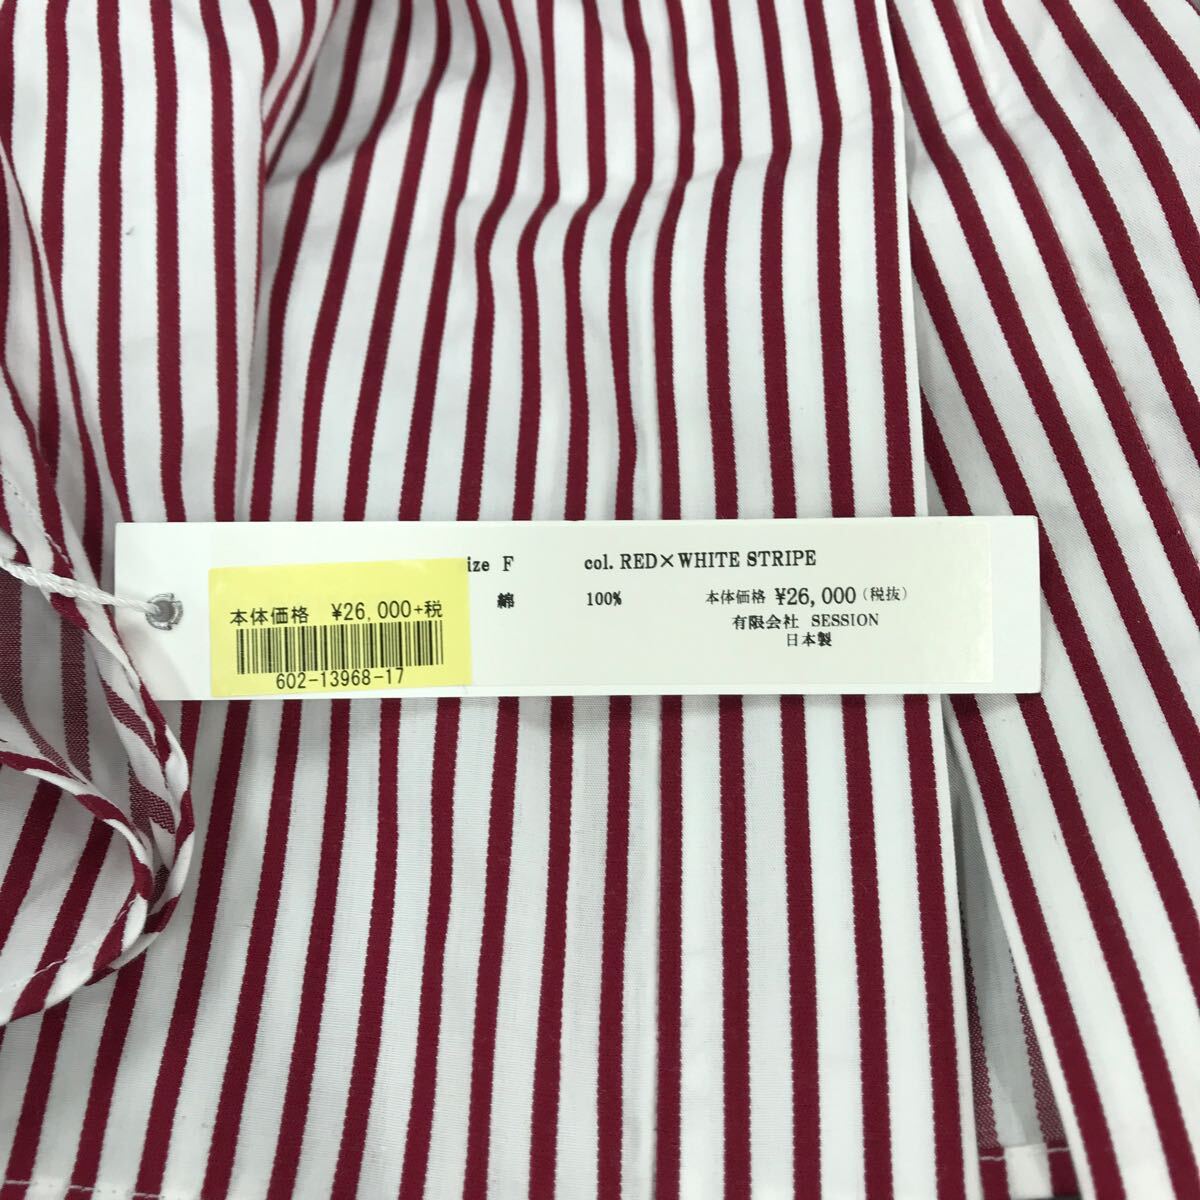 ize F col. RED×WHITE STRIPE
綿 100% 本体価格 ¥26,000（税抜）
有限会社 SESSION
日本製
本体価格 ¥26,000+税
602-13968-17